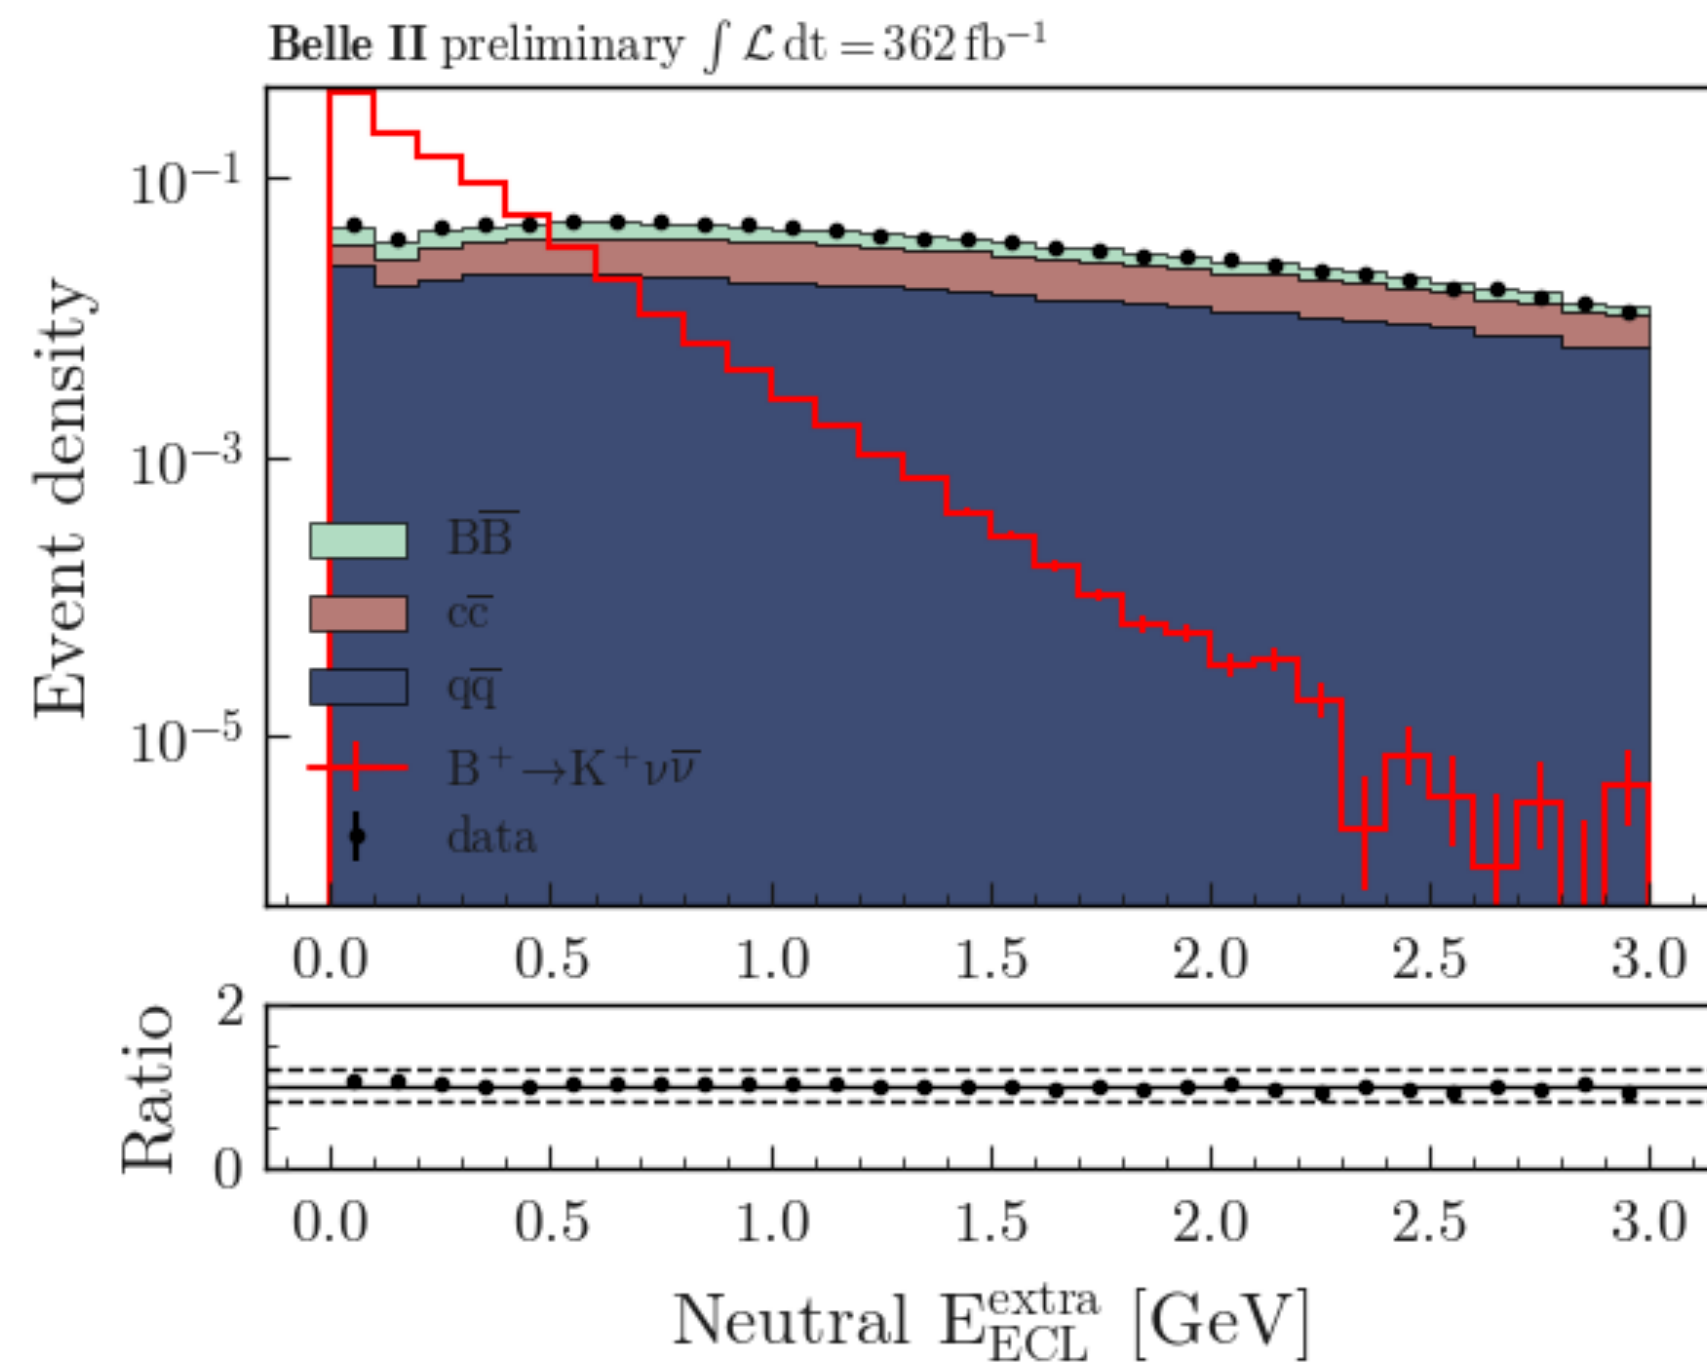 Belle II preliminary ∫ ℒ dt = 362 fb⁻¹
Event density
10⁻¹
10⁻³
10⁻⁵
BB̅
cc̅
qq̅
B⁺→K⁺νν̅
data
0.0 0.5 1.0 1.5 2.0 2.5 3.0
Ratio
2
0
0.0 0.5 1.0 1.5 2.0 2.5 3.0
Neutral E_ECL^extra [GeV]